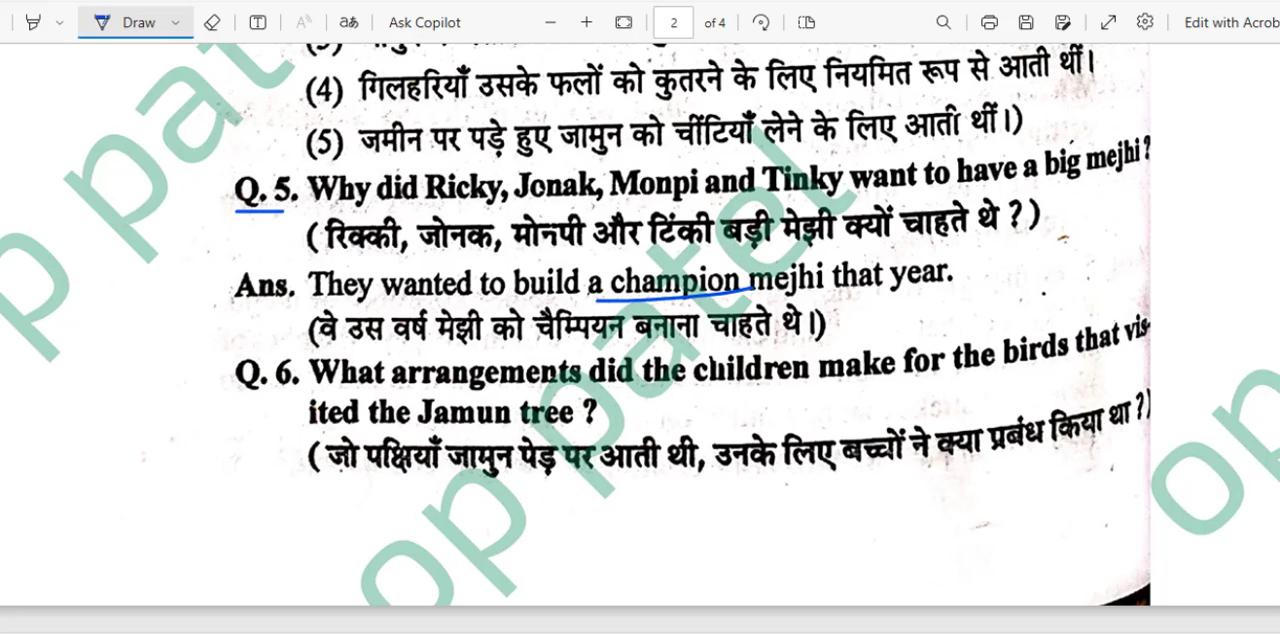 Draw
aあ
Ask Copilot
2 of 4
Edit with Acrob
(4) गिलहरियाँ उसके फलों को कुतरने के लिए नियमित रूप से आती थीं।
(5) जमीन पर पड़े हुए जामुन को चींटियाँ लेने के लिए आती थीं।)
Q. 5. Why did Ricky, Jonak, Monpi and Tinky want to have a big mejhi?
(रिक्की, जोनक, मोनपी और टिंकी बड़ी मेझी क्यों चाहते थे?)
Ans. They wanted to build a champion mejhi that year.
(वे उस वर्ष मेझी को चैम्पियन बनाना चाहते थे।)
Q. 6. What arrangements did the children make for the birds that vis-
ited the Jamun tree ?
(जो पक्षियाँ जामुन पेड़ पर आती थी, उनके लिए बच्चों ने क्या प्रबंध किया था?)
op patel